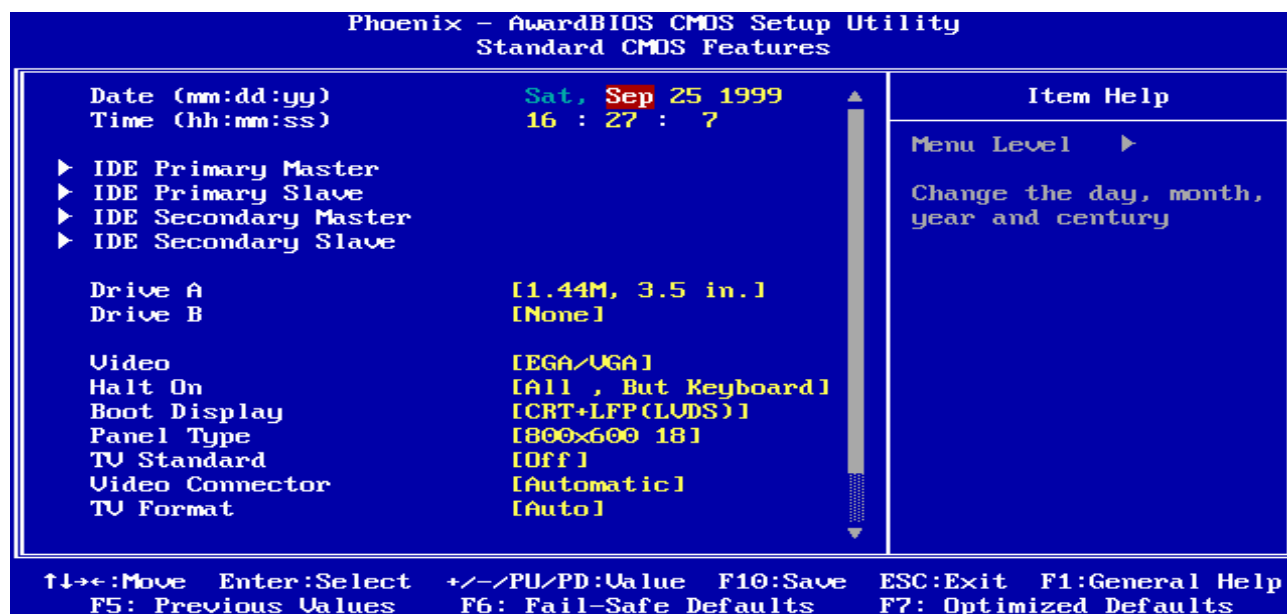 Phoenix - AwardBIOS CMOS Setup Utility
Standard CMOS Features
Date (mm:dd:yy) Sat, Sep 25 1999
Time (hh:mm:ss) 16 : 27 : 7
▶ IDE Primary Master
▶ IDE Primary Slave
▶ IDE Secondary Master
▶ IDE Secondary Slave
Drive A [1.44M, 3.5 in.]
Drive B [None]
Video [EGA/VGA]
Halt On [All , But Keyboard]
Boot Display [CRT+LFP(LVDS)]
Panel Type [800x600 18]
TV Standard [Off]
Video Connector [Automatic]
TV Format [Auto]
Item Help
Menu Level ▶
Change the day, month,
year and century
↑↓→←:Move Enter:Select +/-/PU/PD:Value F10:Save ESC:Exit F1:General Help
F5: Previous Values F6: Fail-Safe Defaults F7: Optimized Defaults